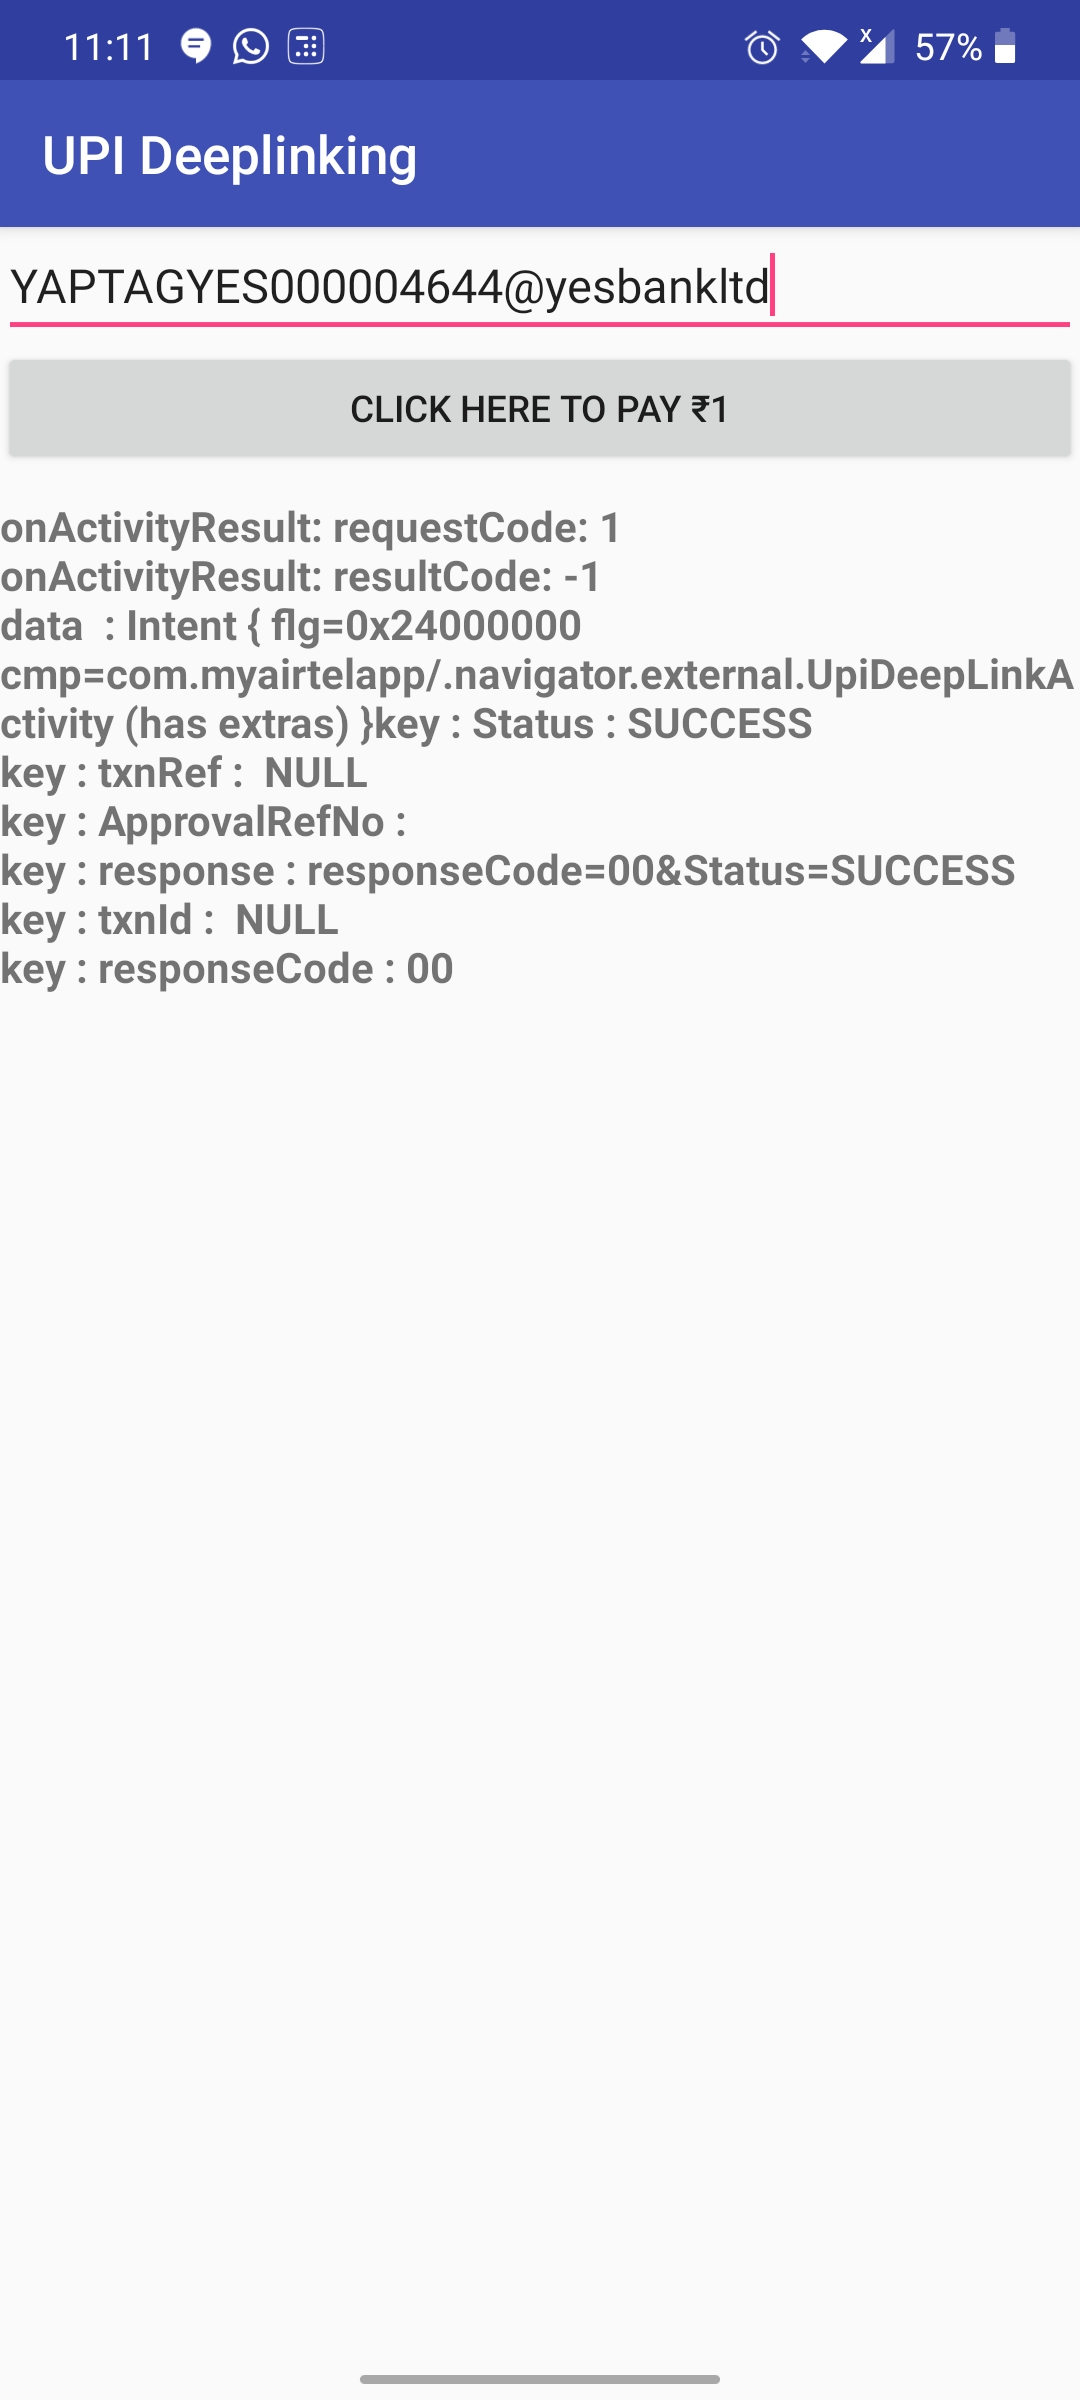 11:11
57%
UPI Deeplinking
YAPTAGYES000004644@yesbankltd
CLICK HERE TO PAY ₹1
onActivityResult: requestCode: 1
onActivityResult: resultCode: -1
data  : Intent { flg=0x24000000
cmp=com.myairtelapp/.navigator.external.UpiDeepLinkA
ctivity (has extras) }key : Status : SUCCESS
key : txnRef :  NULL
key : ApprovalRefNo :
key : response : responseCode=00&Status=SUCCESS
key : txnId :  NULL
key : responseCode : 00